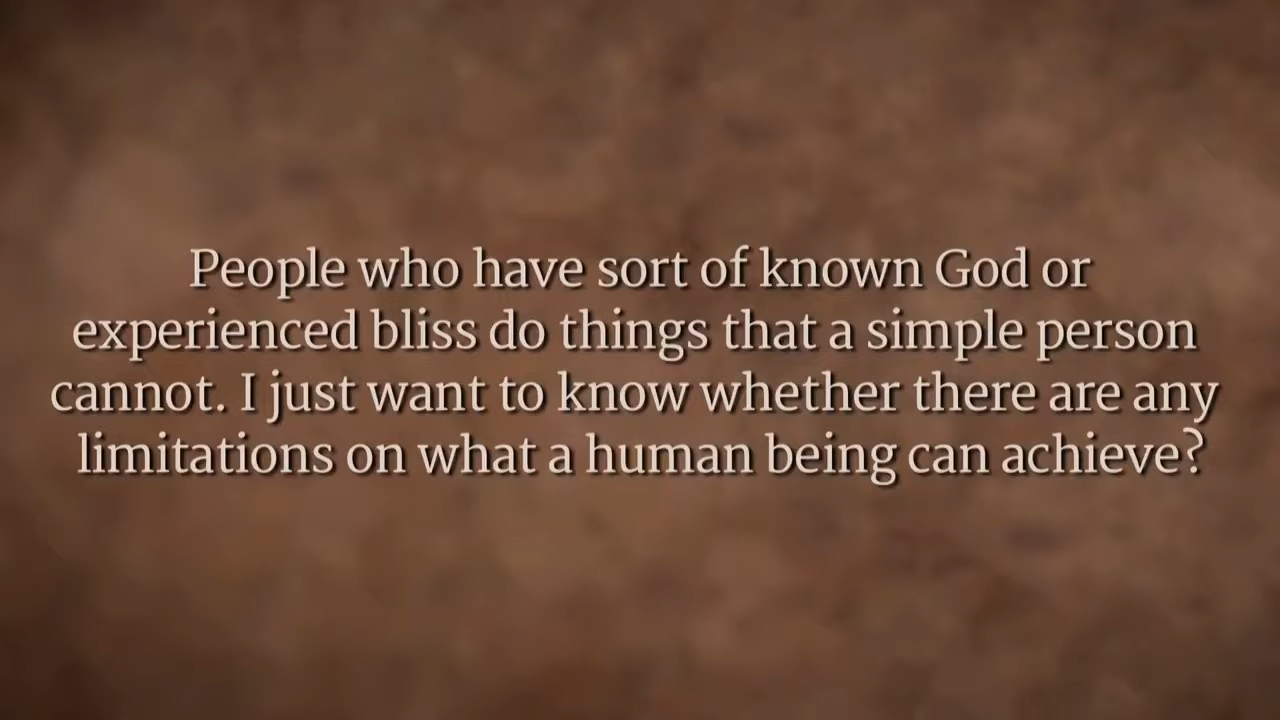 People who have sort of known God or
experienced bliss do things that a simple person
cannot. I just want to know whether there are any
limitations on what a human being can achieve?